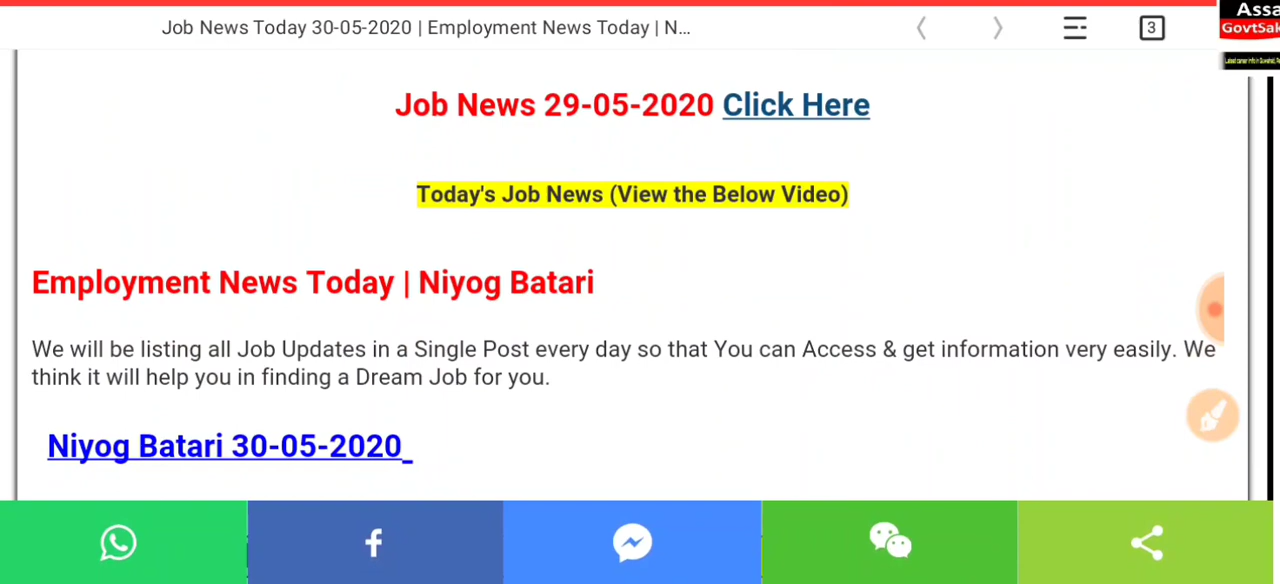 Job News Today 30-05-2020 | Employment News Today | N...
3
Assa
GovtSak
Job News 29-05-2020 Click Here
Today's Job News (View the Below Video)
Employment News Today | Niyog Batari
We will be listing all Job Updates in a Single Post every day so that You can Access & get information very easily. We
think it will help you in finding a Dream Job for you.
Niyog Batari 30-05-2020_